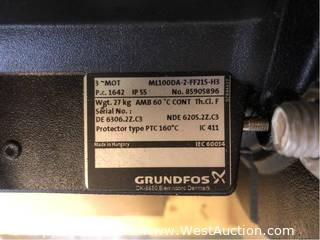 3 ~MOT ML100DA-2-FF215-H3
P.c. 1642 IP 55 No. 85905896
Wgt. 27 kg AMB 60 °C CONT Th.Cl. F
Serial no.:
DE 6306.2Z.C3 NDE 6205.2Z.C3
Protector type PTC 160°C IC 411
Made in Hungary IEC 60034
GRUNDFOS
DK-8850 Bjerringbro Denmark
© www.WestAuction.com